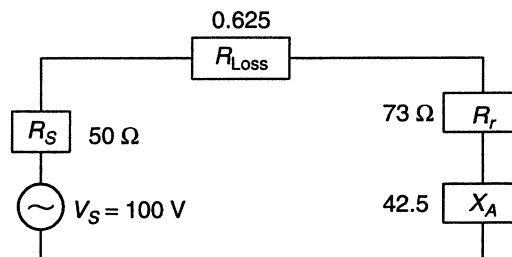 0.625
R_Loss
R_S
50 Ω
73 Ω
R_r
V_S = 100 V
42.5
X_A